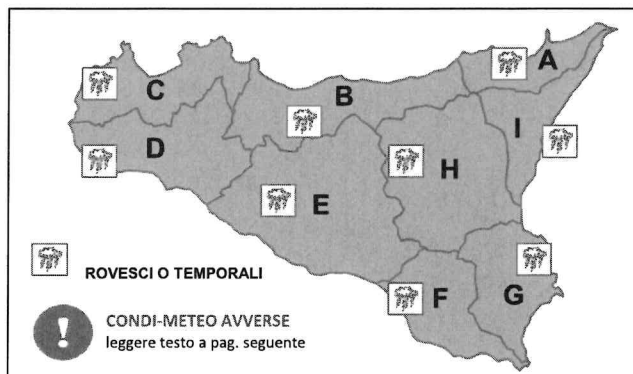 A
C
B
I
D
H
E
ROVESCI O TEMPORALI
F
G
!
CONDI-METEO AVVERSE
leggere testo a pag. seguente